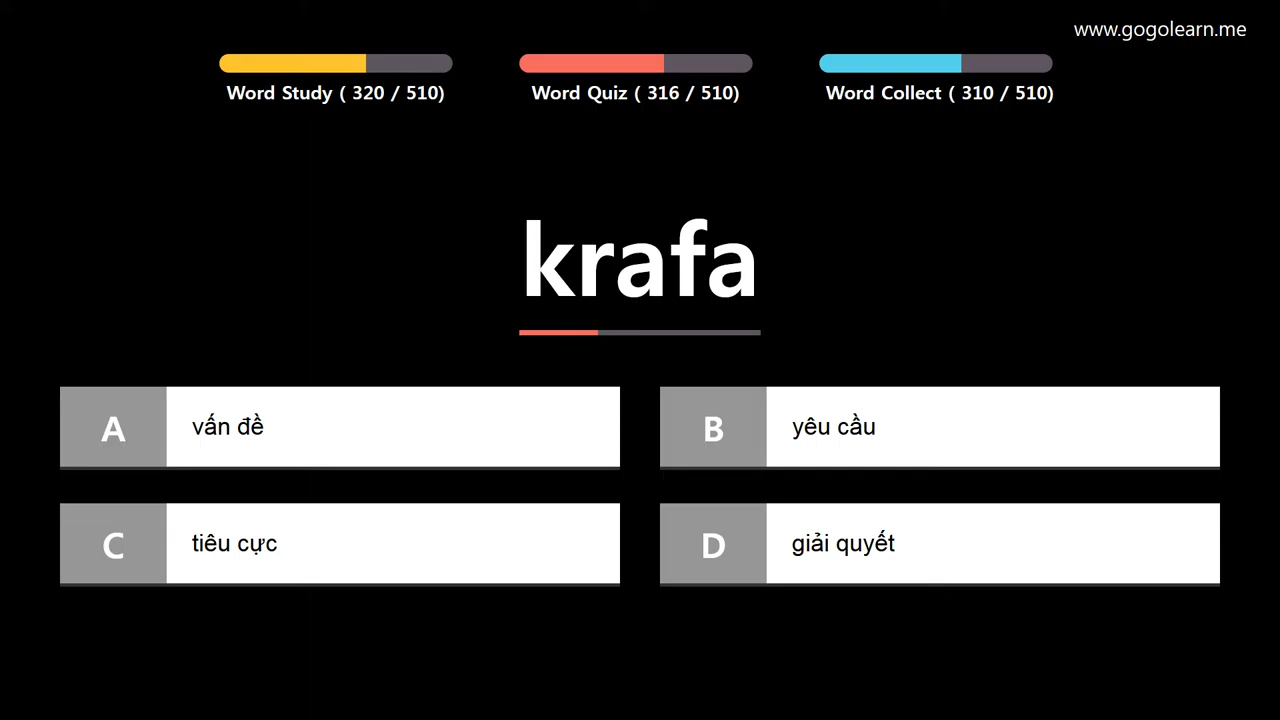 www.gogolearn.me
Word Study ( 320 / 510)
Word Quiz ( 316 / 510)
Word Collect ( 310 / 510)
krafa
A vấn đề
B yêu cầu
C tiêu cực
D giải quyết